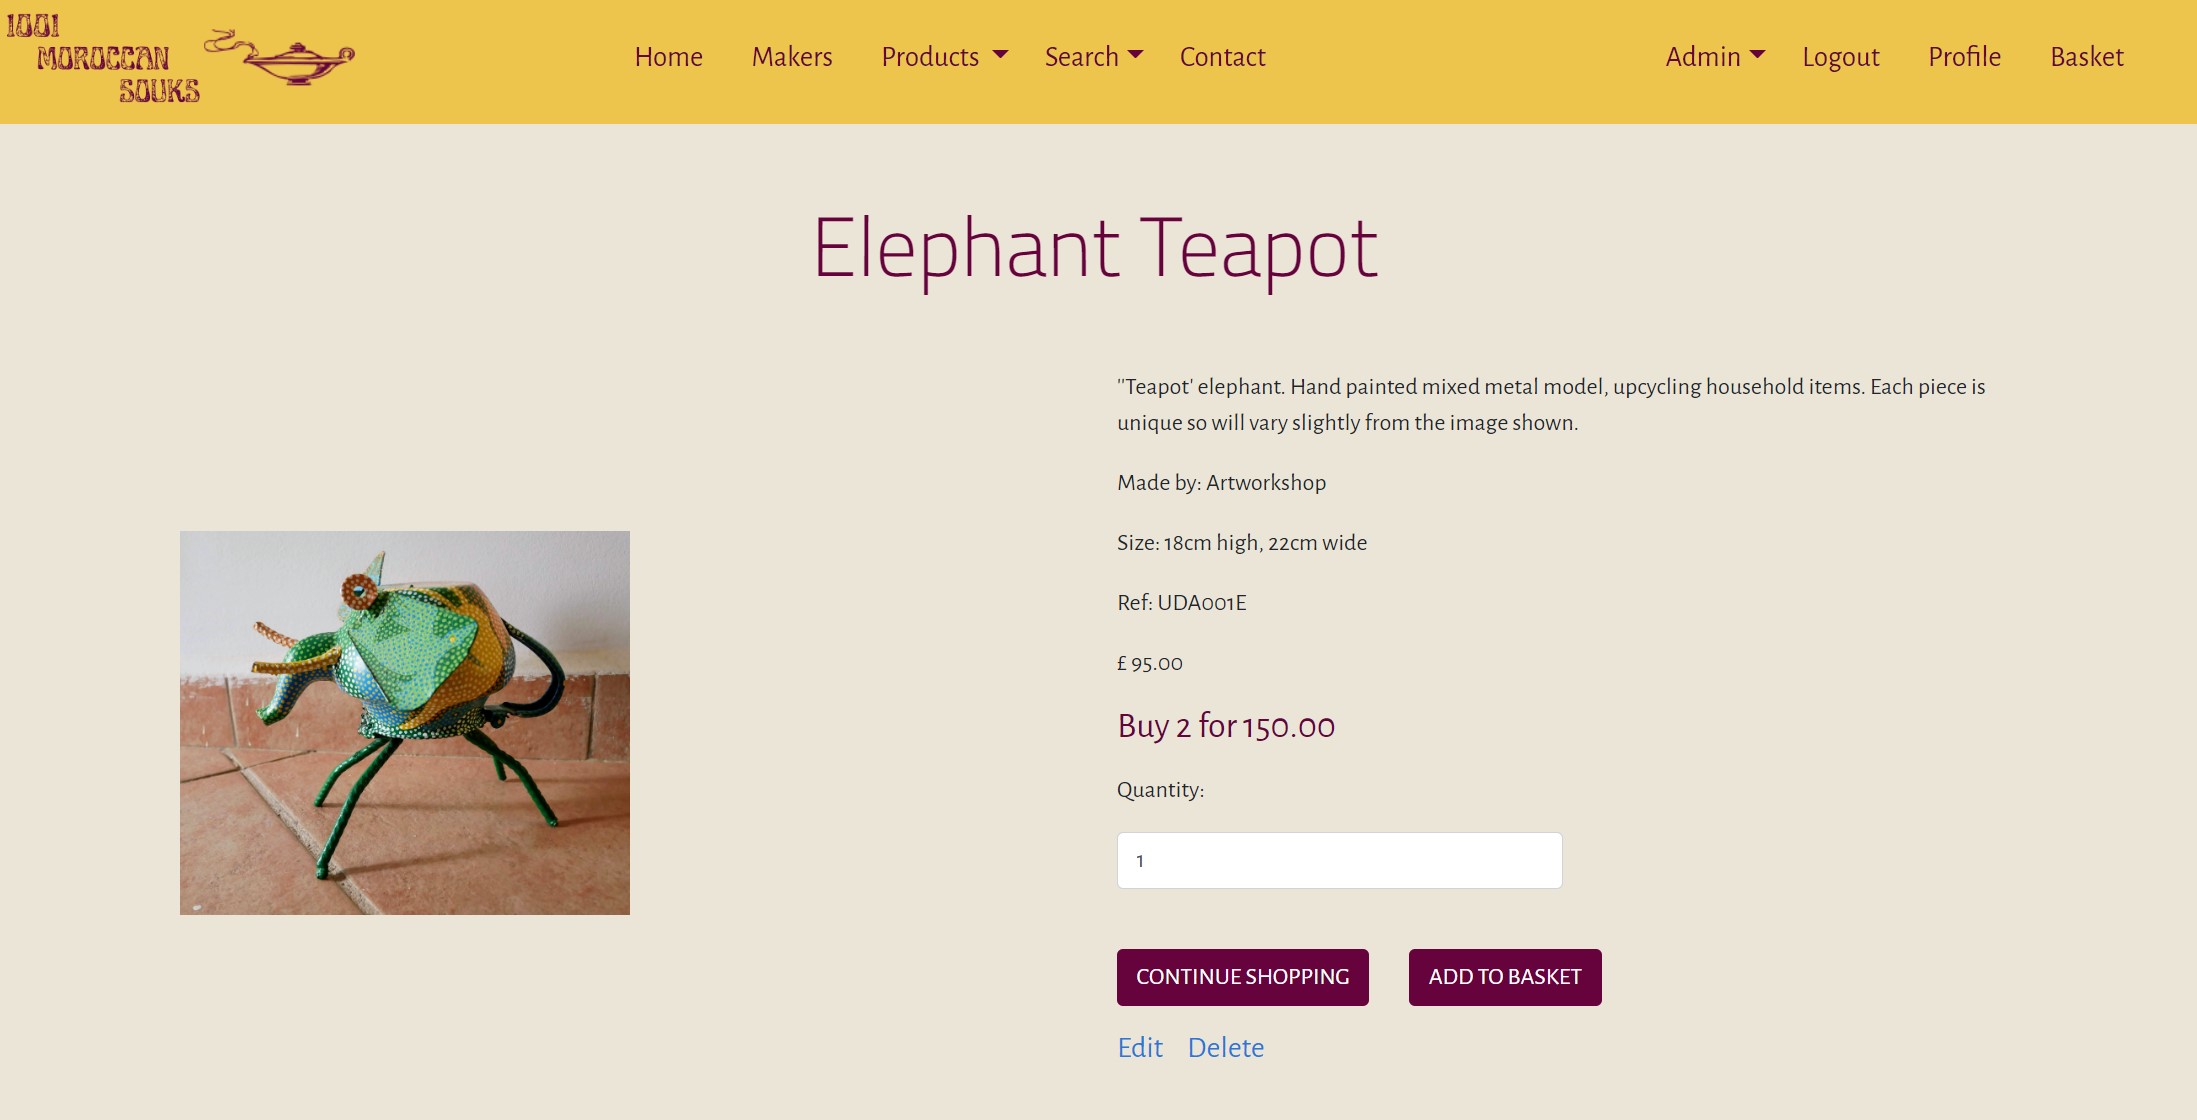 1001
MOROCCAN
SOUKS
Home Makers Products Search Contact
Admin Logout Profile Basket
Elephant Teapot
''Teapot' elephant. Hand painted mixed metal model, upcycling household items. Each piece is
unique so will vary slightly from the image shown.
Made by: Artworkshop
Size: 18cm high, 22cm wide
Ref: UDA001E
£ 95.00
Buy 2 for 150.00
Quantity:
1
CONTINUE SHOPPING ADD TO BASKET
Edit Delete